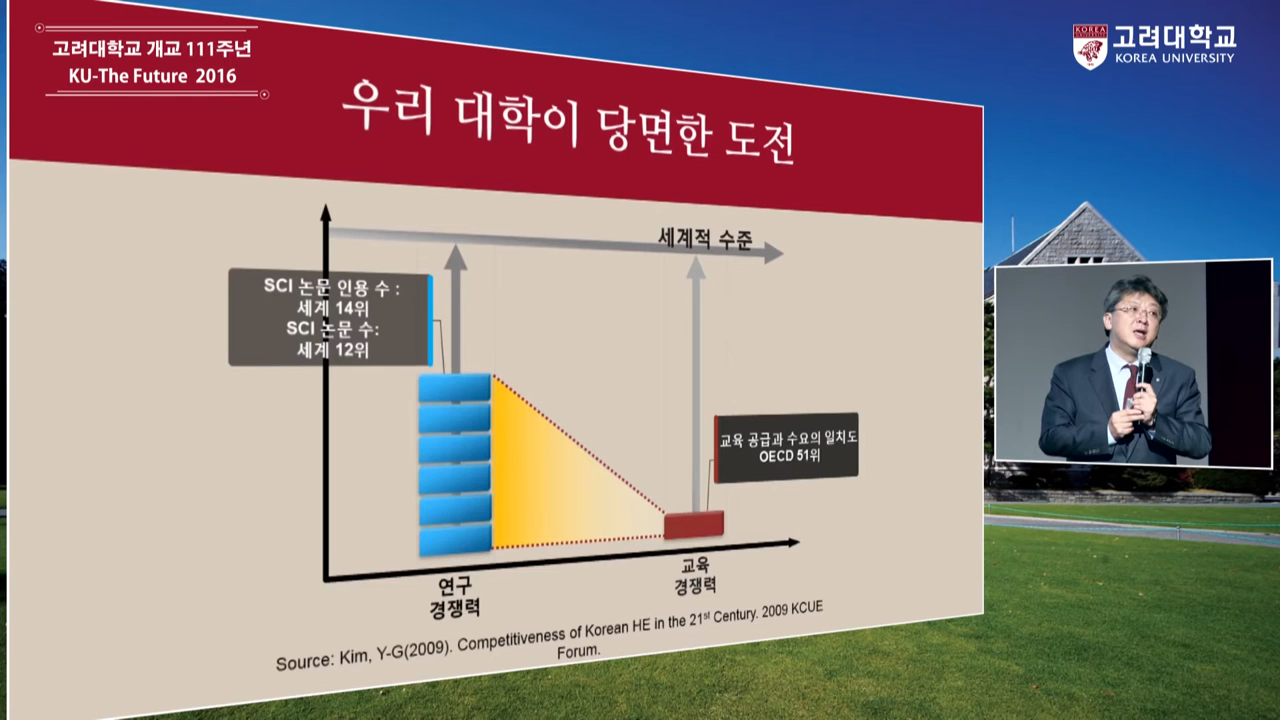 고려대학교 개교 111주년
KU-The Future 2016
KOREA
UNIVERSITY
고려대학교
KOREA UNIVERSITY
우리 대학이 당면한 도전
세계적 수준
SCI 논문 인용 수 :
세계 14위
SCI 논문 수:
세계 12위
교육 공급과 수요의 일치도
OECD 51위
연구
경쟁력
교육
경쟁력
Source: Kim, Y-G(2009). Competitiveness of Korean HE in the 21st Century. 2009 KCUE
Forum.